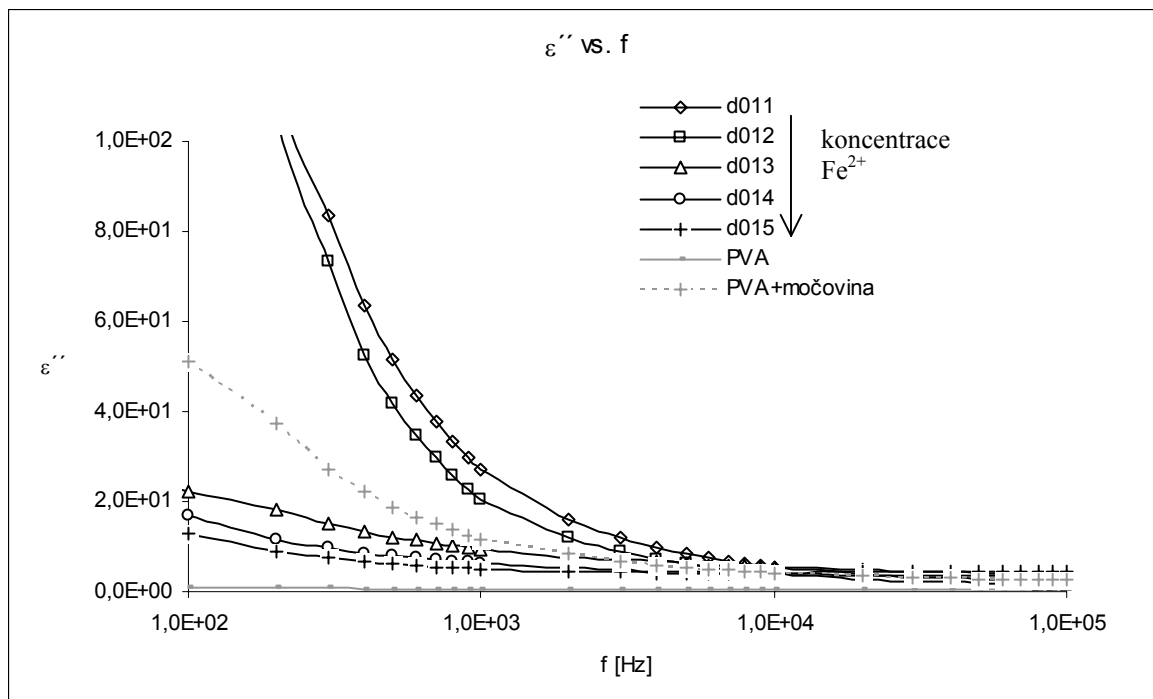 ε´´ vs. f
d011
d012
d013
d014
d015
PVA
PVA+močovina
koncentrace
Fe²⁺
1,0E+02
8,0E+01
6,0E+01
4,0E+01
2,0E+01
0,0E+00
ε´´
1,0E+02
1,0E+03
1,0E+04
1,0E+05
f [Hz]